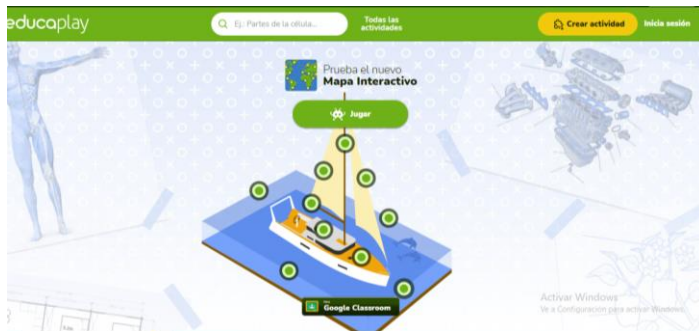 educaplay
Ej.: Partes de la célula...
Todas las
actividades
Crear actividad
Inicia sesión
Prueba el nuevo
Mapa Interactivo
Jugar
Google Classroom
Activar Windows
Ve a Configuración para activar Windows.